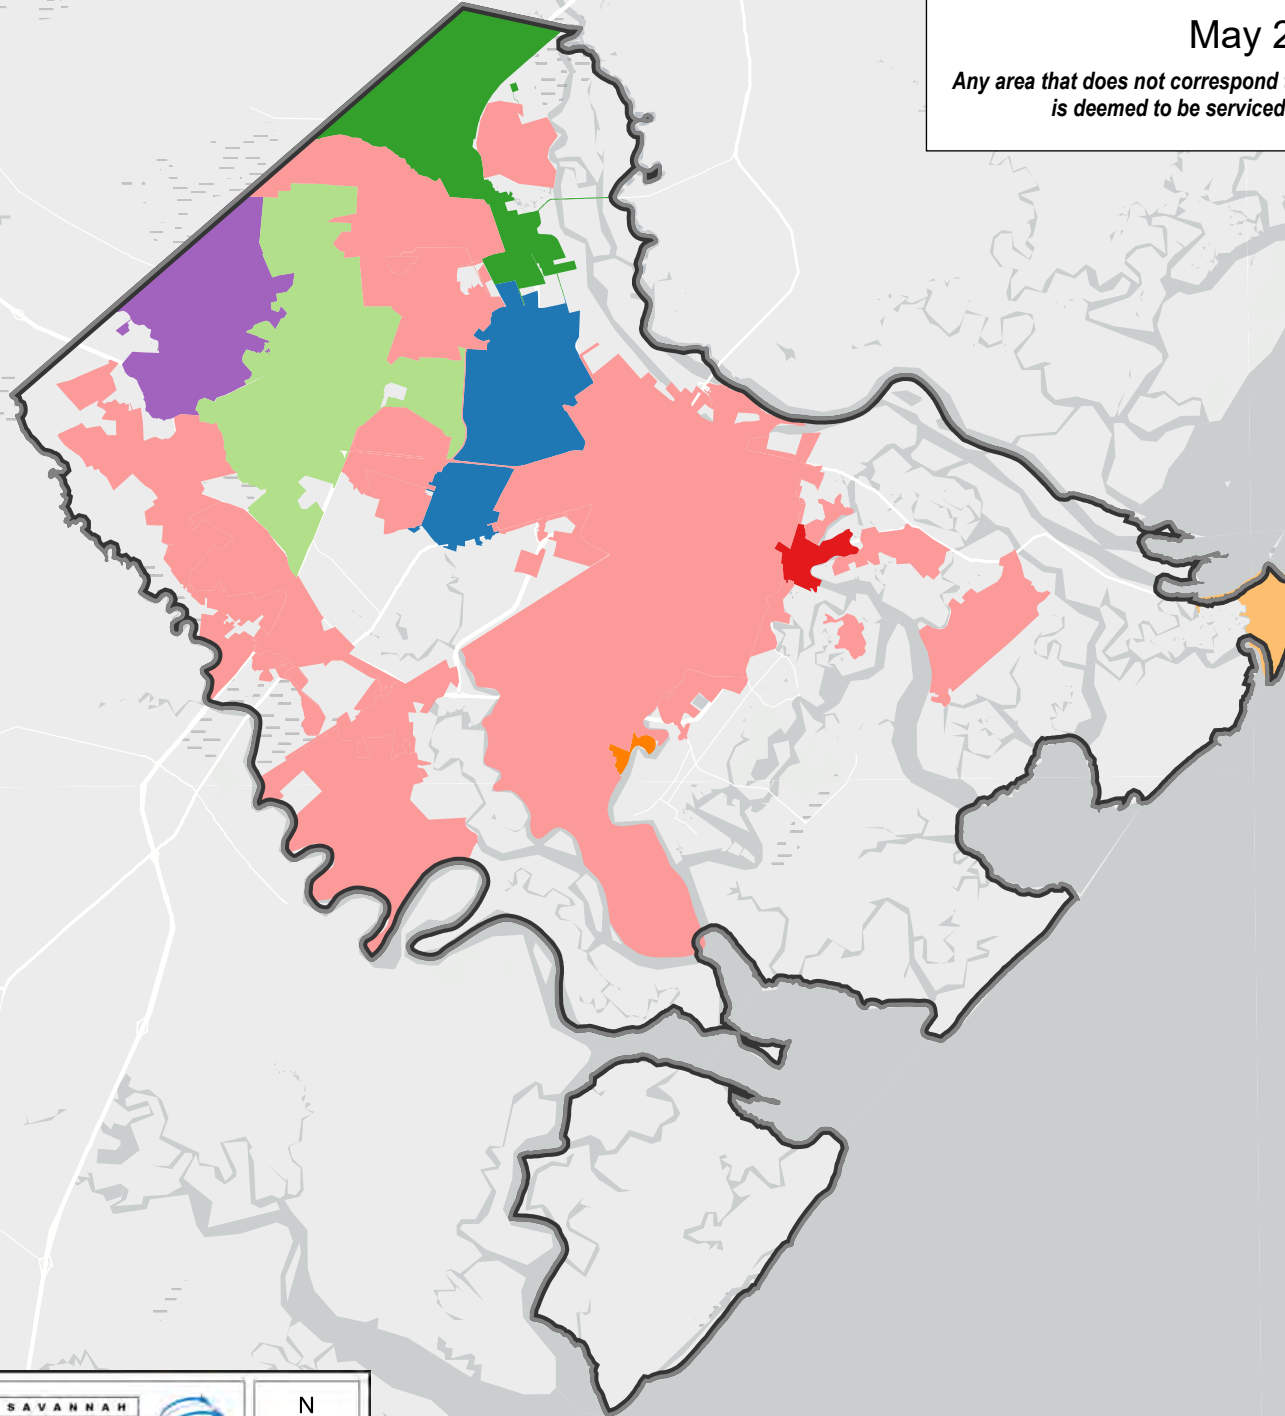 May 2
Any area that does not correspond
is deemed to be serviced
SAVANNAH
N